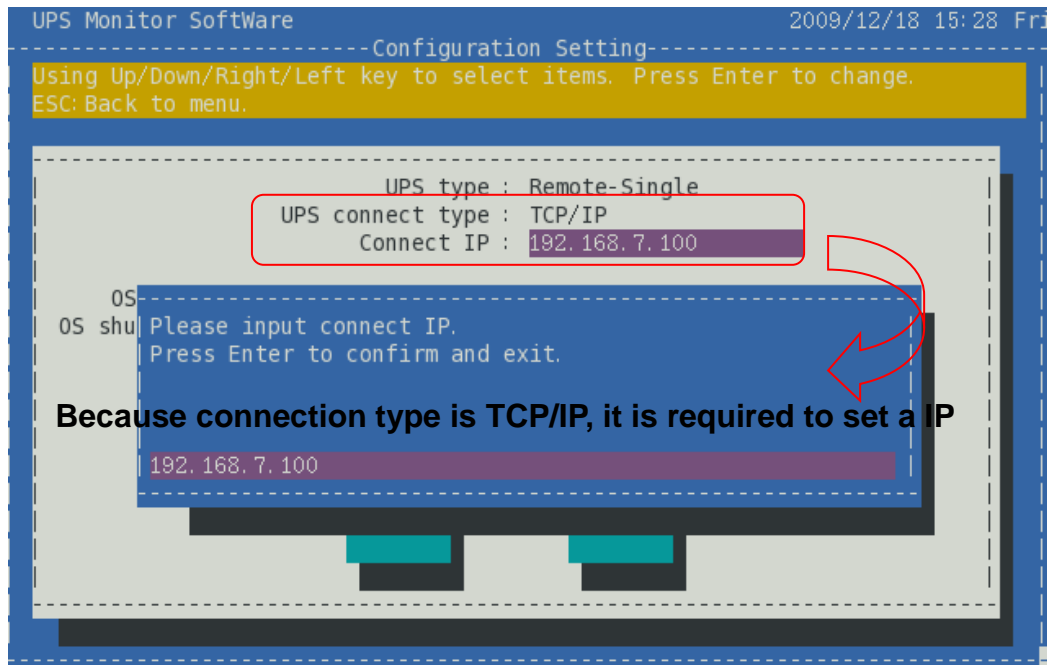 UPS Monitor SoftWare 2009/12/18 15:28 Fri
Configuration Setting
Using Up/Down/Right/Left key to select items. Press Enter to change.
ESC: Back to menu.
UPS type : Remote-Single
UPS connect type : TCP/IP
Connect IP : 192.168.7.100
OS
OS shu
Please input connect IP.
Press Enter to confirm and exit.
Because connection type is TCP/IP, it is required to set a IP
192.168.7.100